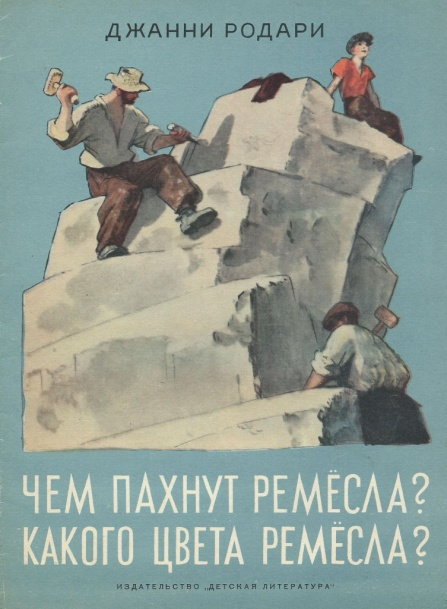 ДЖАННИ РОДАРИ
ЧЕМ ПАХНУТ РЕМЁСЛА?
КАКОГО ЦВЕТА РЕМЁСЛА?
ИЗДАТЕЛЬСТВО „ДЕТСКАЯ ЛИТЕРАТУРА"